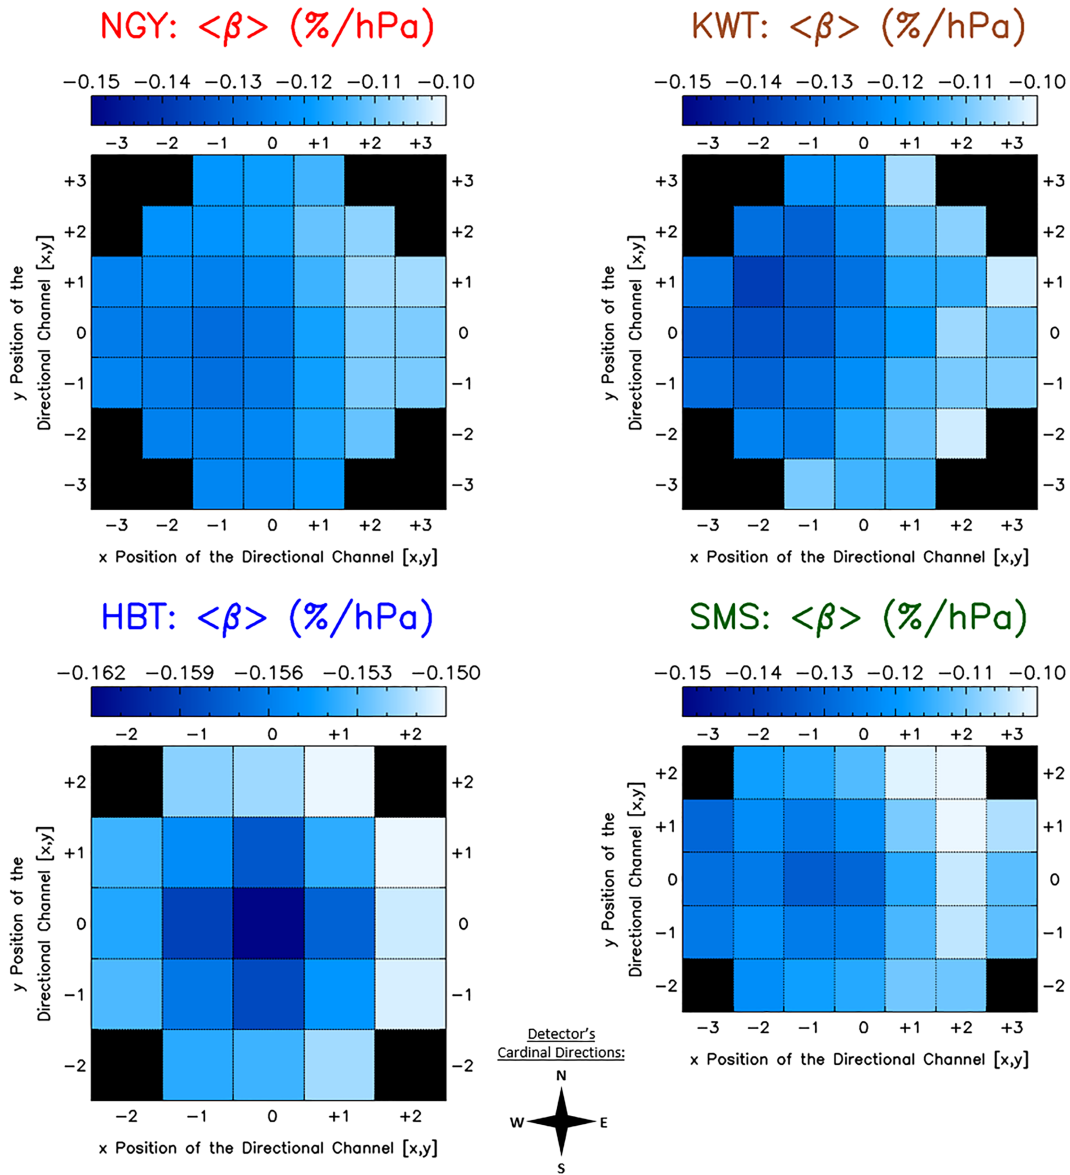 NGY: <β> (%/hPa)
−0.15 −0.14 −0.13 −0.12 −0.11 −0.10
−3 −2 −1 0 +1 +2 +3
+3 +3
+2 +2
+1 +1
0 0
−1 −1
−2 −2
−3 −3
y Position of the
Directional Channel [x,y]
−3 −2 −1 0 +1 +2 +3
x Position of the Directional Channel [x,y]
KWT: <β> (%/hPa)
−0.15 −0.14 −0.13 −0.12 −0.11 −0.10
−3 −2 −1 0 +1 +2 +3
+3 +3
+2 +2
+1 +1
0 0
−1 −1
−2 −2
−3 −3
y Position of the
Directional Channel [x,y]
−3 −2 −1 0 +1 +2 +3
x Position of the Directional Channel [x,y]
HBT: <β> (%/hPa)
−0.162 −0.159 −0.156 −0.153 −0.150
−2 −1 0 +1 +2
+2 +2
+1 +1
0 0
−1 −1
−2 −2
y Position of the
Directional Channel [x,y]
−2 −1 0 +1 +2
x Position of the Directional Channel [x,y]
SMS: <β> (%/hPa)
−0.15 −0.14 −0.13 −0.12 −0.11 −0.10
−3 −2 −1 0 +1 +2 +3
+2 +2
+1 +1
0 0
−1 −1
−2 −2
y Position of the
Directional Channel [x,y]
−3 −2 −1 0 +1 +2 +3
x Position of the Directional Channel [x,y]
Detector's
Cardinal Directions:
N
W E
S